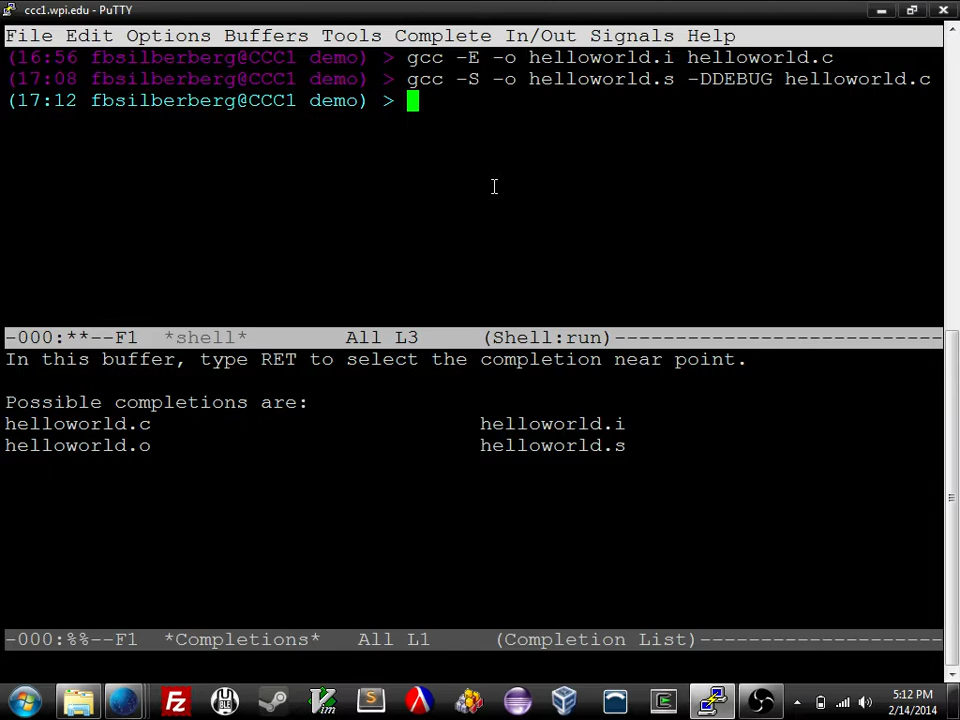 ccc1.wpi.edu - PuTTY
File Edit Options Buffers Tools Complete In/Out Signals Help
(16:56 fbsilberberg@CCC1 demo) > gcc -E -o helloworld.i helloworld.c
(17:08 fbsilberberg@CCC1 demo) > gcc -S -o helloworld.s -DDEBUG helloworld.c
(17:12 fbsilberberg@CCC1 demo) >
-000:**--F1  *shell*        All L3     (Shell:run)---------------------------
In this buffer, type RET to select the completion near point.
Possible completions are:
helloworld.c helloworld.i
helloworld.o helloworld.s
-000:%%--F1  *Completions*   All L1     (Completion List)--------------------
Fz UBLE Vim S
5:12 PM
2/14/2014